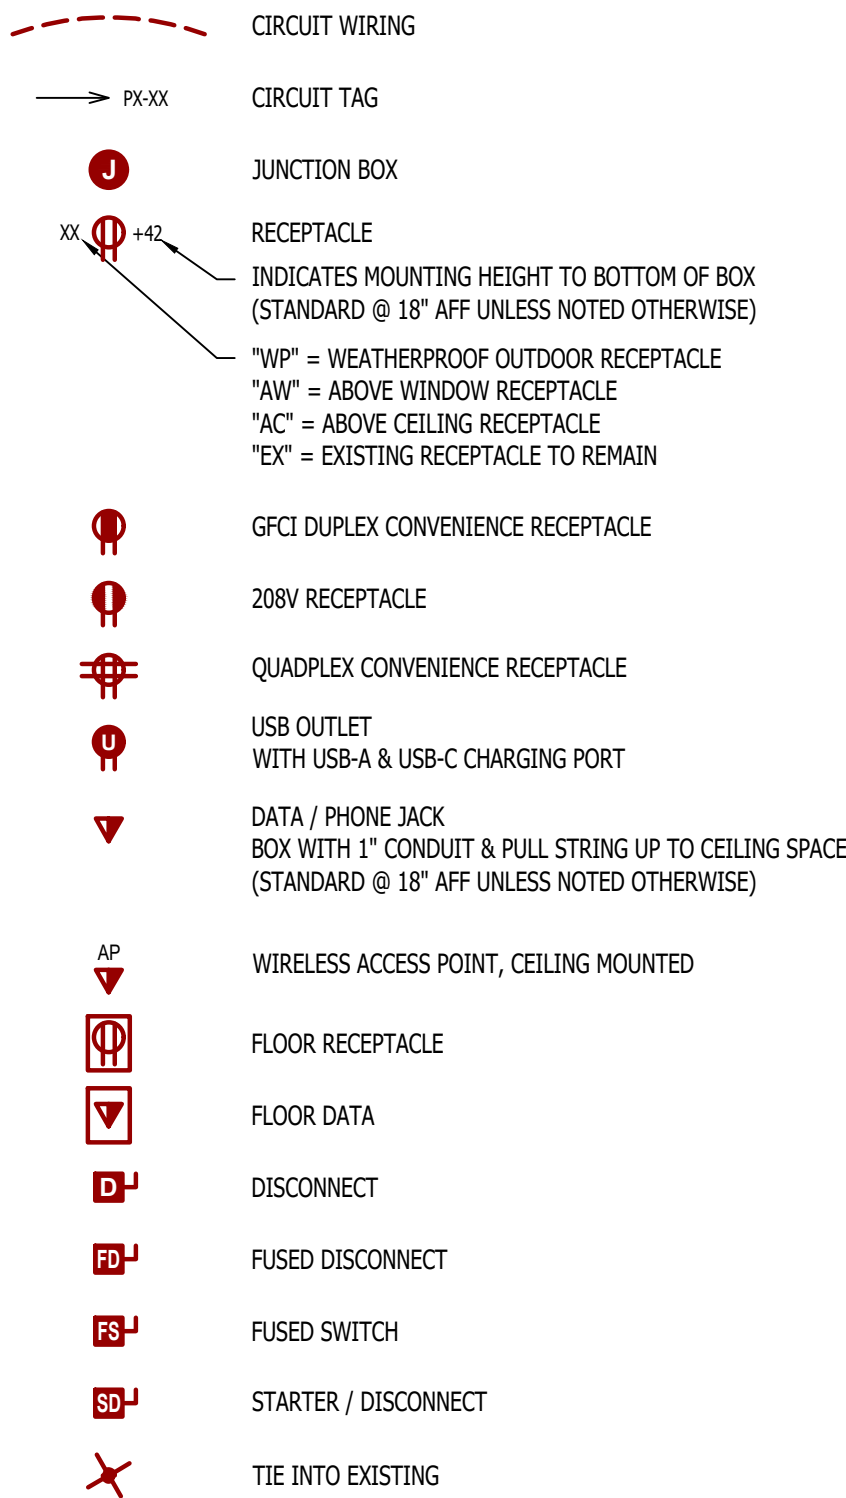 CIRCUIT WIRING
PX-XX CIRCUIT TAG
J JUNCTION BOX
XX +42 RECEPTACLE
INDICATES MOUNTING HEIGHT TO BOTTOM OF BOX
(STANDARD @ 18" AFF UNLESS NOTED OTHERWISE)
"WP" = WEATHERPROOF OUTDOOR RECEPTACLE
"AW" = ABOVE WINDOW RECEPTACLE
"AC" = ABOVE CEILING RECEPTACLE
"EX" = EXISTING RECEPTACLE TO REMAIN
GFCI DUPLEX CONVENIENCE RECEPTACLE
208V RECEPTACLE
QUADPLEX CONVENIENCE RECEPTACLE
USB OUTLET
U WITH USB-A & USB-C CHARGING PORT
DATA / PHONE JACK
BOX WITH 1" CONDUIT & PULL STRING UP TO CEILING SPACE
(STANDARD @ 18" AFF UNLESS NOTED OTHERWISE)
AP WIRELESS ACCESS POINT, CEILING MOUNTED
FLOOR RECEPTACLE
FLOOR DATA
D DISCONNECT
FD FUSED DISCONNECT
FS FUSED SWITCH
SD STARTER / DISCONNECT
TIE INTO EXISTING